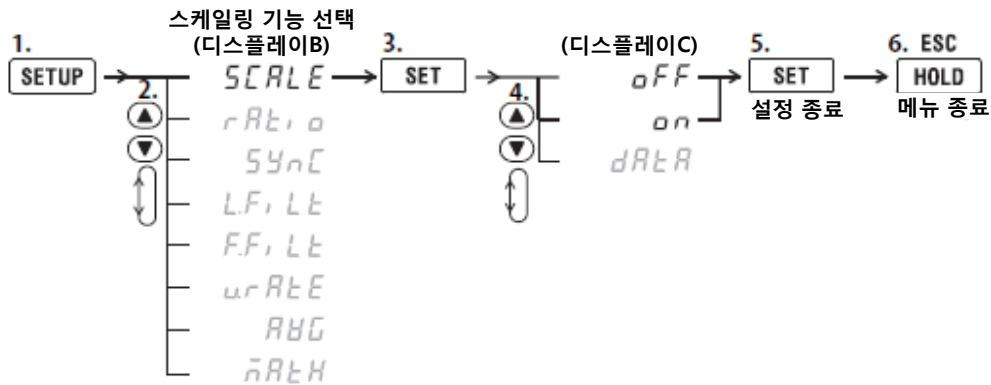 스케일링 기능 선택
(디스플레이B)
(디스플레이C)
1.
3.
5.
6. ESC
SETUP
SCALE
SET
oFF
SET
HOLD
2.
4.
설정 종료
메뉴 종료
rAtio
on
SYnC
dAtA
L.FiLt
F.FiLt
u.rAtE
AVG
MAtH